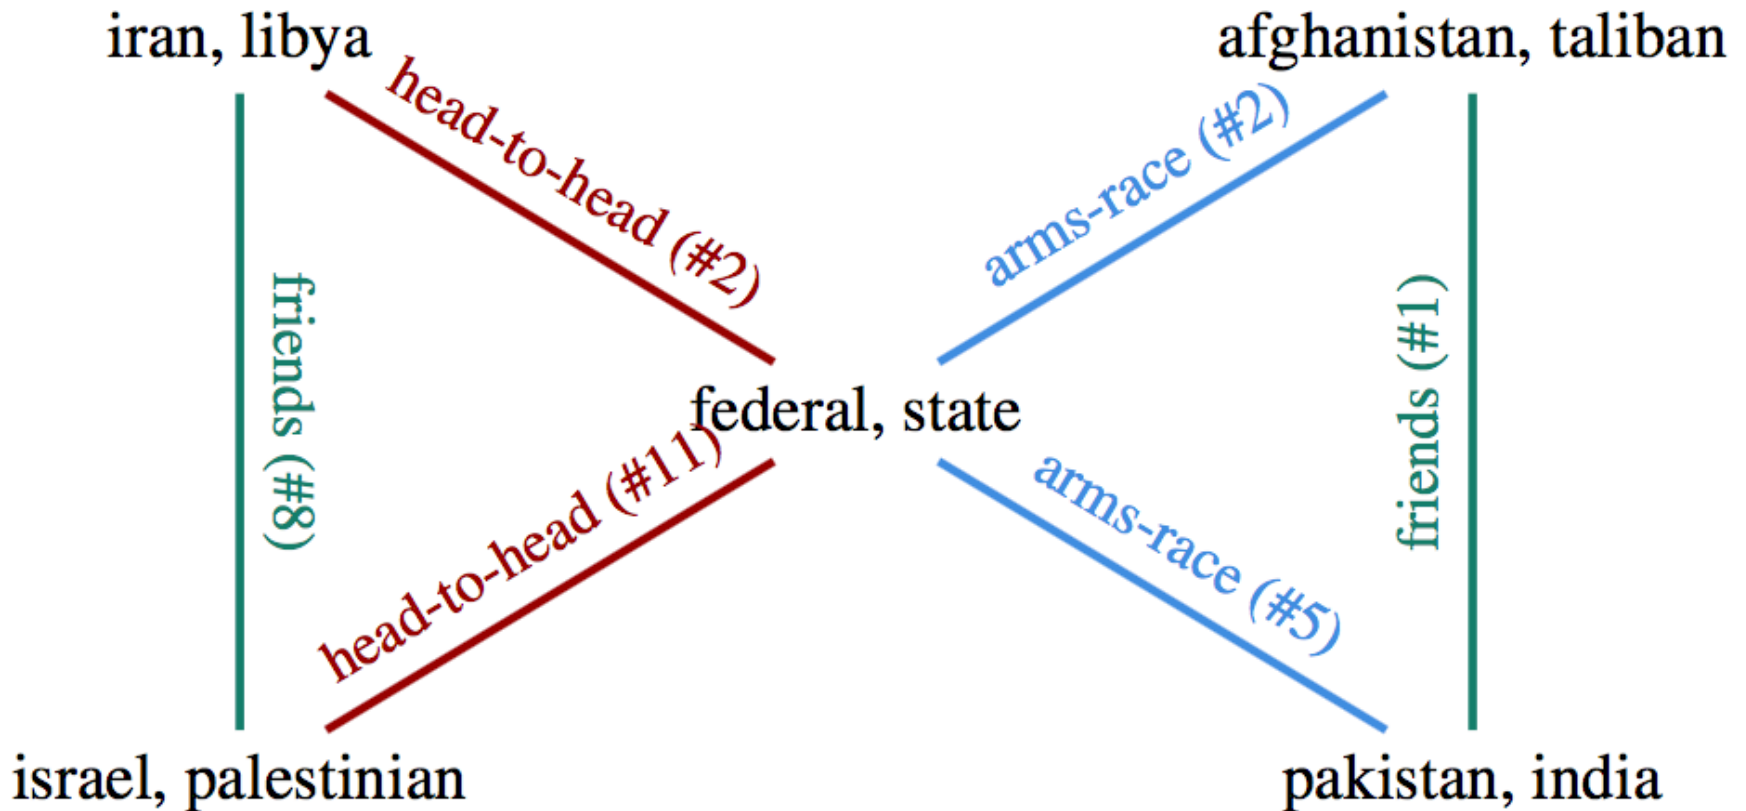 iran, libya
afghanistan, taliban
head-to-head (#2)
arms-race (#2)
friends (#8)
friends (#1)
federal, state
head-to-head (#11)
arms-race (#5)
israel, palestinian
pakistan, india